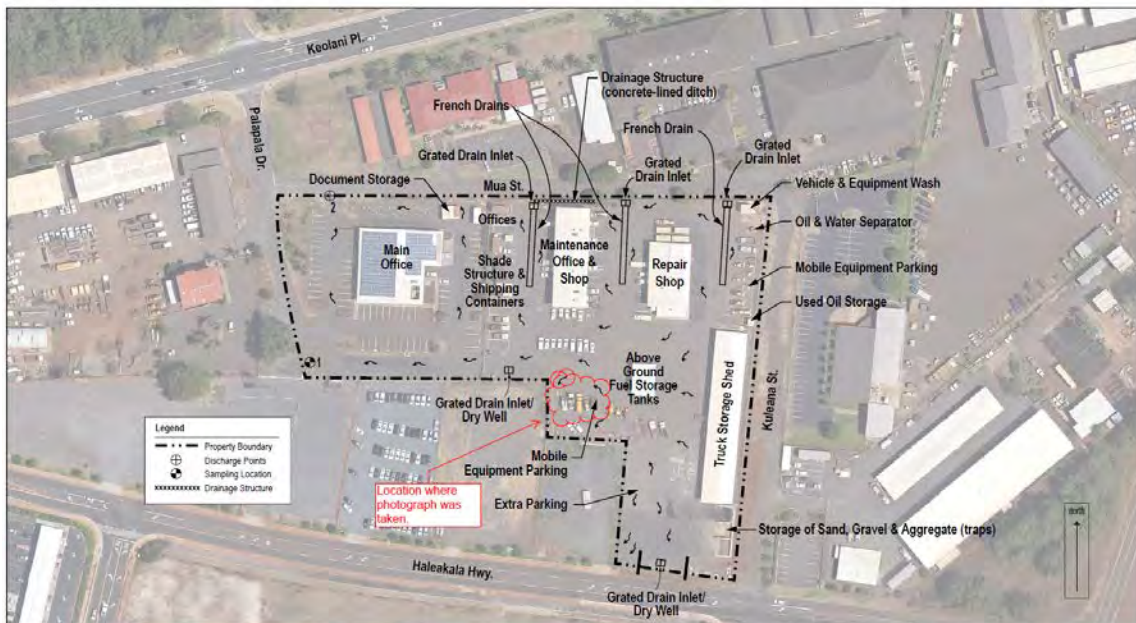 Keolani Pl.
Palapala Dr.
Drainage Structure
(concrete-lined ditch)
French Drains
French Drain
Grated Drain Inlet
Grated
Drain Inlet
Grated
Drain Inlet
Document Storage
Mua St.
Vehicle & Equipment Wash
2
Offices
Oil & Water Separator
Main
Office
Maintenance
Office &
Shop
Repair
Shop
Shade
Structure &
Shipping
Containers
Mobile Equipment Parking
Used Oil Storage
1
Above
Ground
Fuel Storage
Tanks
Grated Drain Inlet/
Dry Well
Truck Storage Shed
Kuleana St.
Legend
Property Boundary
Discharge Points
Sampling Location
Drainage Structure
Mobile
Equipment Parking
Location where
photograph was
taken.
Extra Parking
Storage of Sand, Gravel & Aggregate (traps)
north
Haleakala Hwy.
Grated Drain Inlet/
Dry Well